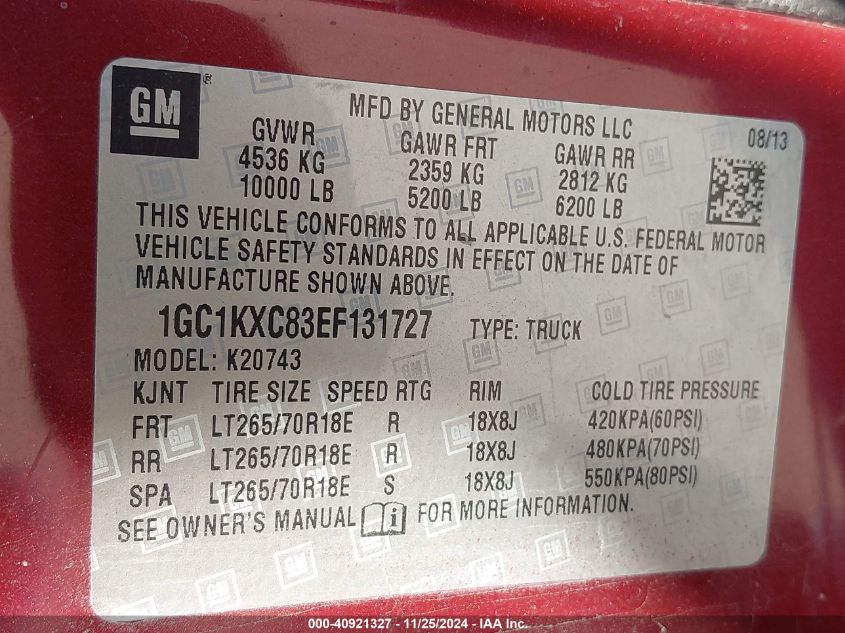 GM ®
MFD BY GENERAL MOTORS LLC
08/13
GVWR GAWR FRT GAWR RR
4536 KG 2359 KG 2812 KG
10000 LB 5200 LB 6200 LB
THIS VEHICLE CONFORMS TO ALL APPLICABLE U.S. FEDERAL MOTOR
VEHICLE SAFETY STANDARDS IN EFFECT ON THE DATE OF
MANUFACTURE SHOWN ABOVE.
1GC1KXC83EF131727 TYPE: TRUCK
MODEL: K20743
KJNT TIRE SIZE SPEED RTG RIM COLD TIRE PRESSURE
FRT LT265/70R18E R 18X8J 420KPA(60PSI)
RR LT265/70R18E R 18X8J 480KPA(70PSI)
SPA LT265/70R18E S 18X8J 550KPA(80PSI)
SEE OWNER'S MANUAL i FOR MORE INFORMATION.
000-40921327 - 11/25/2024 - IAA Inc.